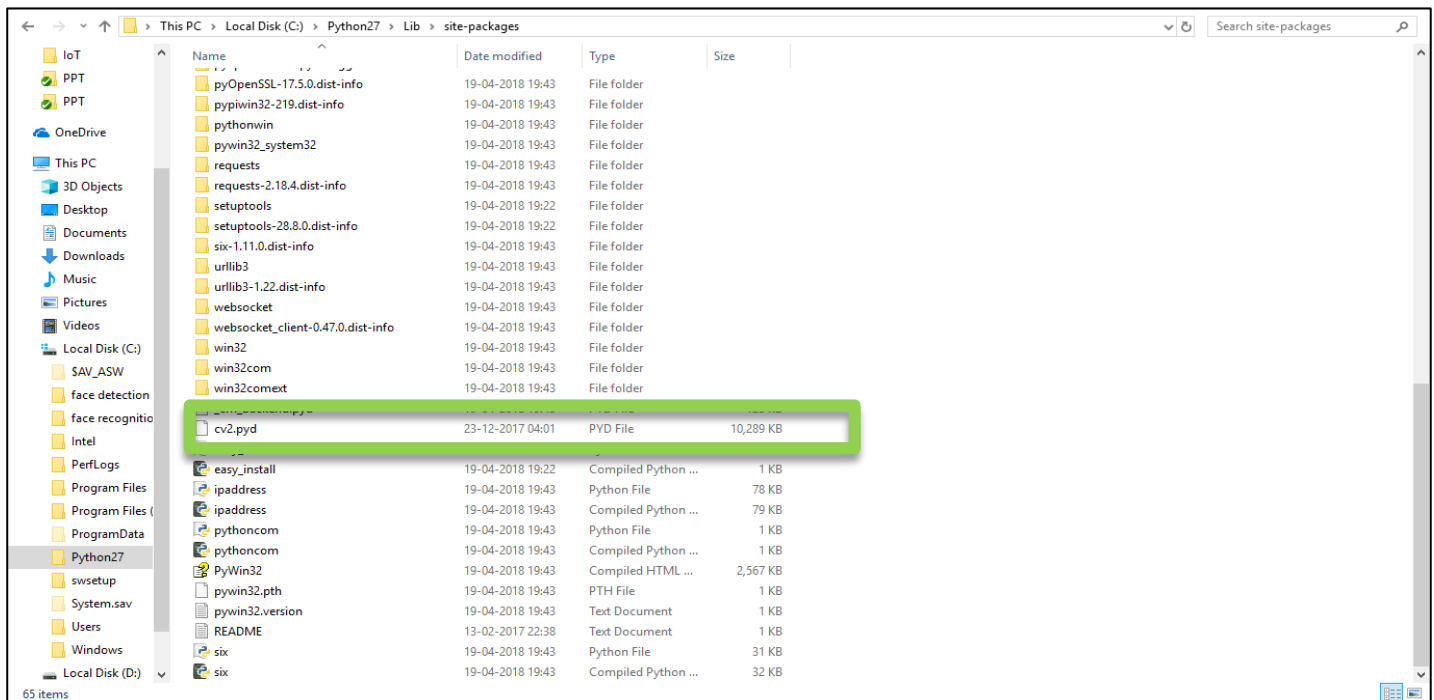 This PC > Local Disk (C:) > Python27 > Lib > site-packages
Search site-packages
IoT
PPT
PPT
OneDrive
This PC
3D Objects
Desktop
Documents
Downloads
Music
Pictures
Videos
Local Disk (C:)
$AV_ASW
face detection
face recognitio
Intel
PerfLogs
Program Files
Program Files (
ProgramData
Python27
swsetup
System.sav
Users
Windows
Local Disk (D:)
Name Date modified Type Size
pyOpenSSL-17.5.0.dist-info 19-04-2018 19:43 File folder
pypiwin32-219.dist-info 19-04-2018 19:43 File folder
pythonwin 19-04-2018 19:43 File folder
pywin32_system32 19-04-2018 19:43 File folder
requests 19-04-2018 19:43 File folder
requests-2.18.4.dist-info 19-04-2018 19:43 File folder
setuptools 19-04-2018 19:22 File folder
setuptools-28.8.0.dist-info 19-04-2018 19:22 File folder
six-1.11.0.dist-info 19-04-2018 19:43 File folder
urllib3 19-04-2018 19:43 File folder
urllib3-1.22.dist-info 19-04-2018 19:43 File folder
websocket 19-04-2018 19:43 File folder
websocket_client-0.47.0.dist-info 19-04-2018 19:43 File folder
win32 19-04-2018 19:43 File folder
win32com 19-04-2018 19:43 File folder
win32comext 19-04-2018 19:43 File folder
cv2.pyd 23-12-2017 04:01 PYD File 10,289 KB
easy_install 19-04-2018 19:22 Compiled Python ... 1 KB
ipaddress 19-04-2018 19:43 Python File 78 KB
ipaddress 19-04-2018 19:43 Compiled Python ... 79 KB
pythoncom 19-04-2018 19:43 Python File 1 KB
pythoncom 19-04-2018 19:43 Compiled Python ... 1 KB
PyWin32 19-04-2018 19:43 Compiled HTML ... 2,567 KB
pywin32.pth 19-04-2018 19:43 PTH File 1 KB
pywin32.version 19-04-2018 19:43 Text Document 1 KB
README 13-02-2017 22:38 Text Document 1 KB
six 19-04-2018 19:43 Python File 31 KB
six 19-04-2018 19:43 Compiled Python ... 32 KB
65 items